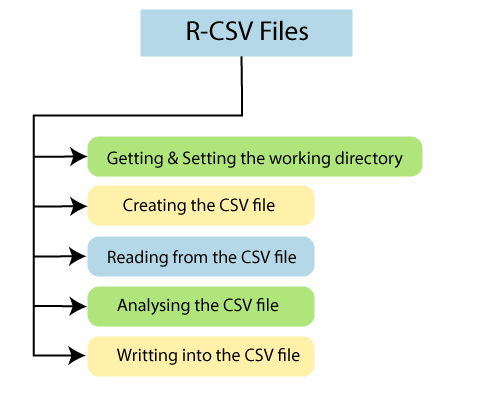 R-CSV Files
Getting & Setting the working directory
Creating the CSV file
Reading from the CSV file
Analysing the CSV file
Writting into the CSV file